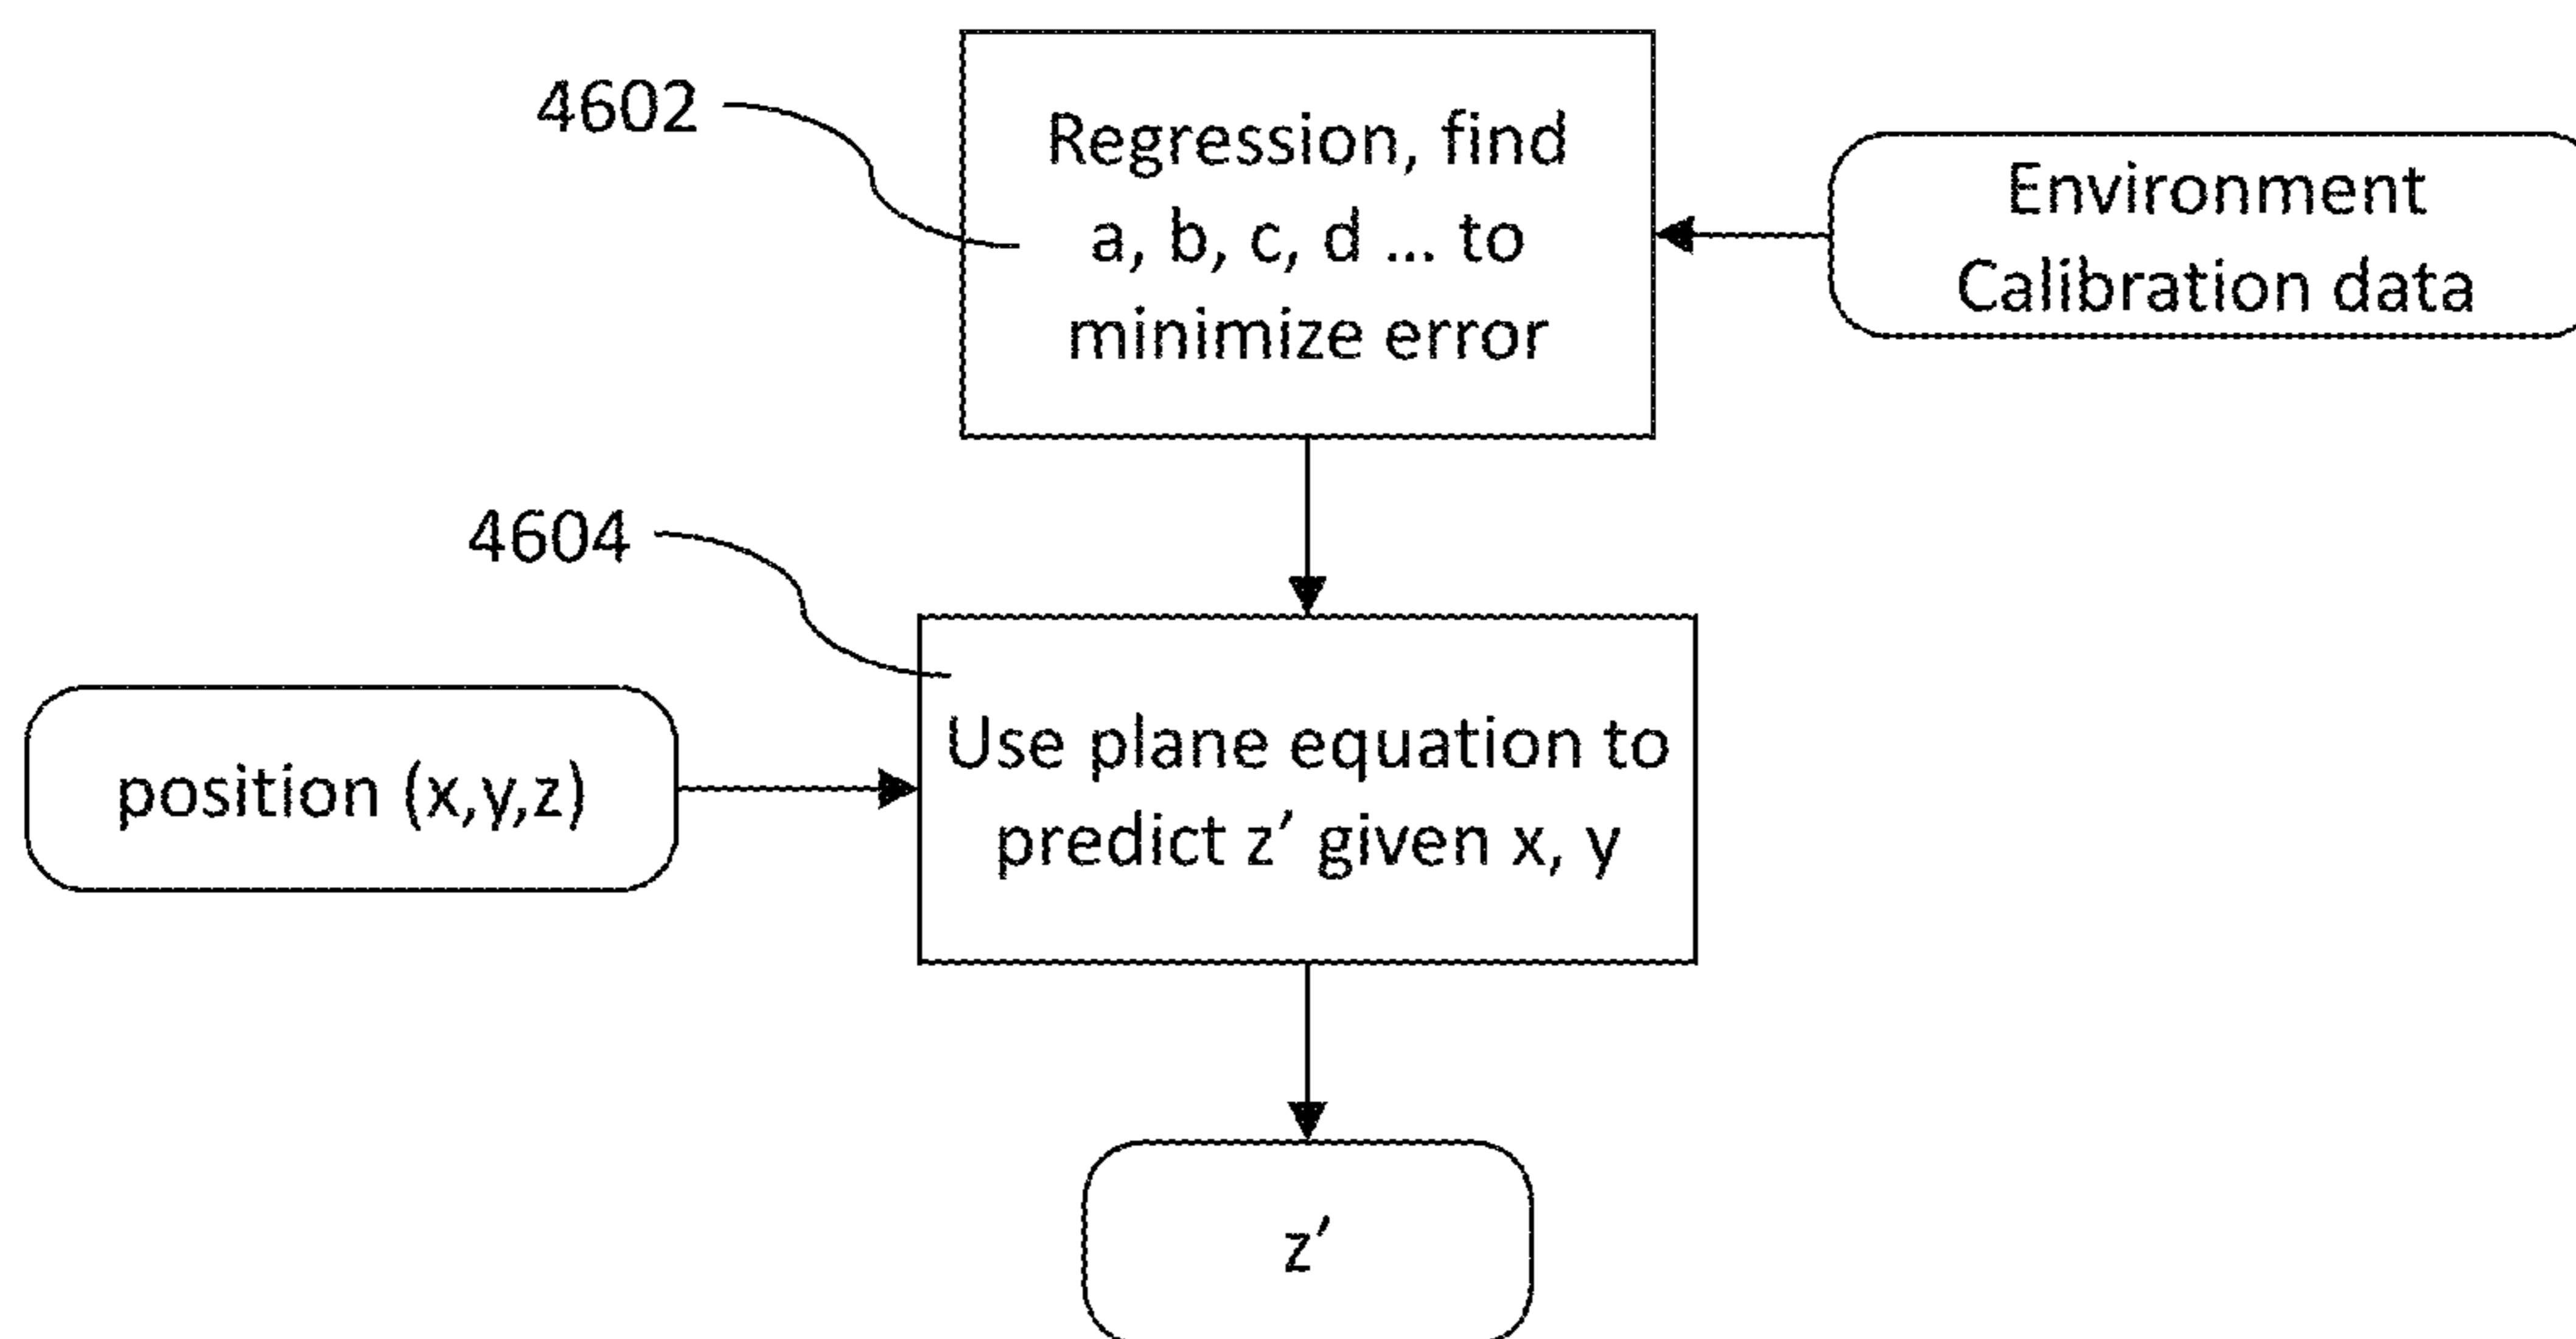 4602
Regression, find
a, b, c, d ... to
minimize error
Environment
Calibration data
4604
position (x,y,z)
Use plane equation to
predict z′ given x, y
z′